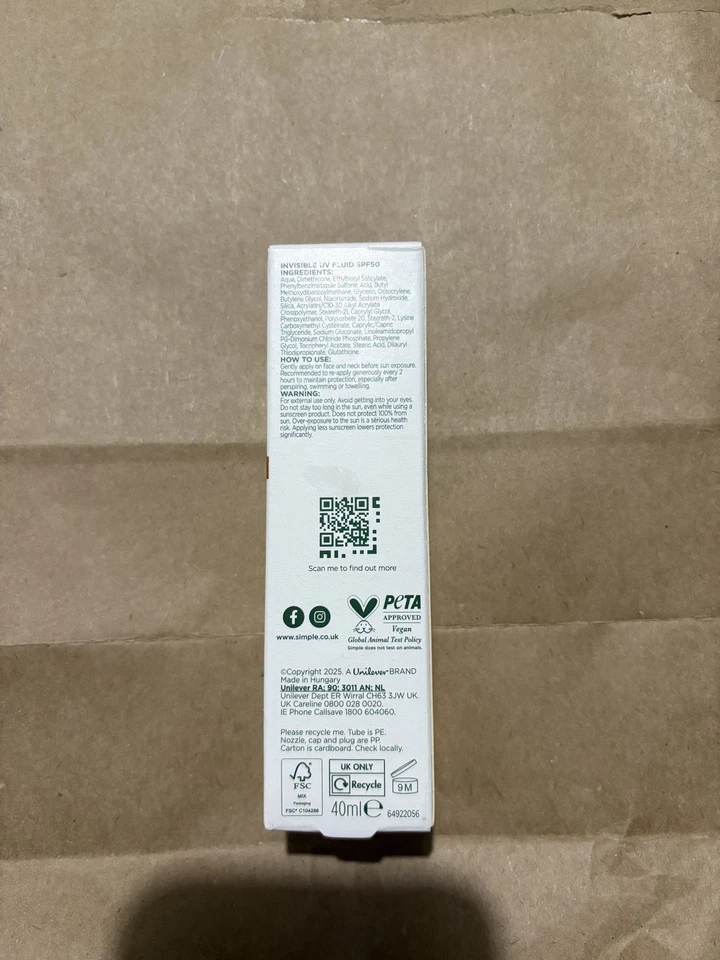 INVISIBLE UV FLUID SPF50
INGREDIENTS:
Aqua, Dimethicone, Ethylhexyl Salicylate,
Phenylbenzimidazole Sulfonic Acid, Butyl
Methoxydibenzoylmethane, Glycerin, Octocrylene,
Butylene Glycol, Niacinamide, Sodium Hydroxide,
Silica, Acrylates/C10-30 Alkyl Acrylate
Crosspolymer, Steareth-21, Caprylyl Glycol,
Phenoxyethanol, Polysorbate 20, Steareth-2, Lysine
Carboxymethyl Cysteinate, Caprylic/Capric
Triglyceride, Sodium Gluconate, Linoleamidopropyl
PG-Dimonium Chloride Phosphate, Propylene
Glycol, Tocopheryl Acetate, Stearic Acid, Dilauryl
Thiodipropionate, Glutathione.
HOW TO USE:
Gently apply on face and neck before sun exposure.
Recommended to re-apply generously every 2
hours to maintain protection, especially after
perspiring, swimming or towelling.
WARNING:
For external use only. Avoid getting into your eyes.
Do not stay too long in the sun, even while using a
sunscreen product. Does not protect 100% from
sun. Over-exposure to the sun is a serious health
risk. Applying less sunscreen lowers protection
significantly.
Scan me to find out more
www.simple.co.uk
PETA
APPROVED
Vegan
Global Animal Test Policy
Simple does not test on animals.
©Copyright 2025. A Unilever BRAND
Made in Hungary
Unilever RA; 90; 3011 AN; NL
Unilever Dept ER Wirral CH63 3JW UK.
UK Careline 0800 028 0020.
IE Phone Callsave 1800 604060.
Please recycle me. Tube is PE.
Nozzle, cap and plug are PP.
Carton is cardboard. Check locally.
FSC
MIX
Packaging
FSC® C104286
UK ONLY
Recycle
9M
40ml e 64922056